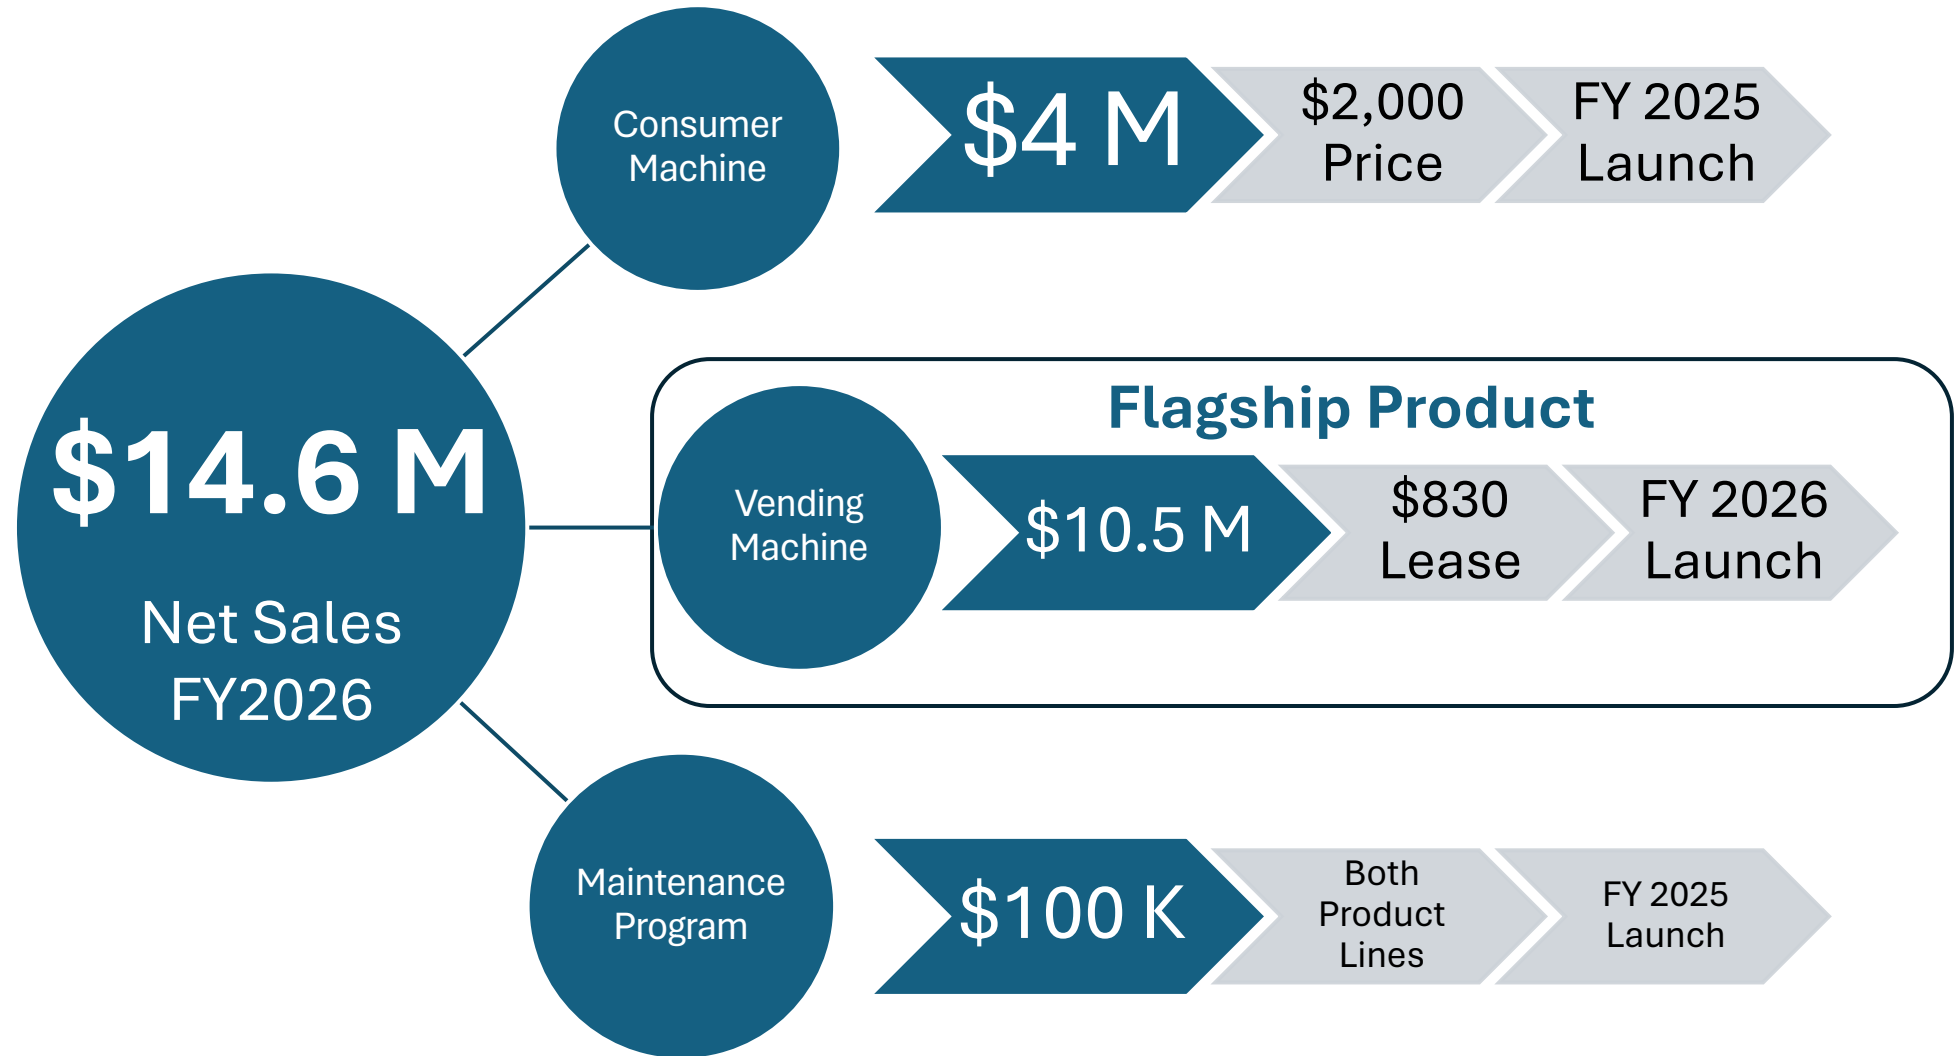 $14.6 M
Net Sales
FY2026
Consumer
Machine
$4 M
$2,000
Price
FY 2025
Launch
Flagship Product
Vending
Machine
$10.5 M
$830
Lease
FY 2026
Launch
Maintenance
Program
$100 K
Both
Product
Lines
FY 2025
Launch